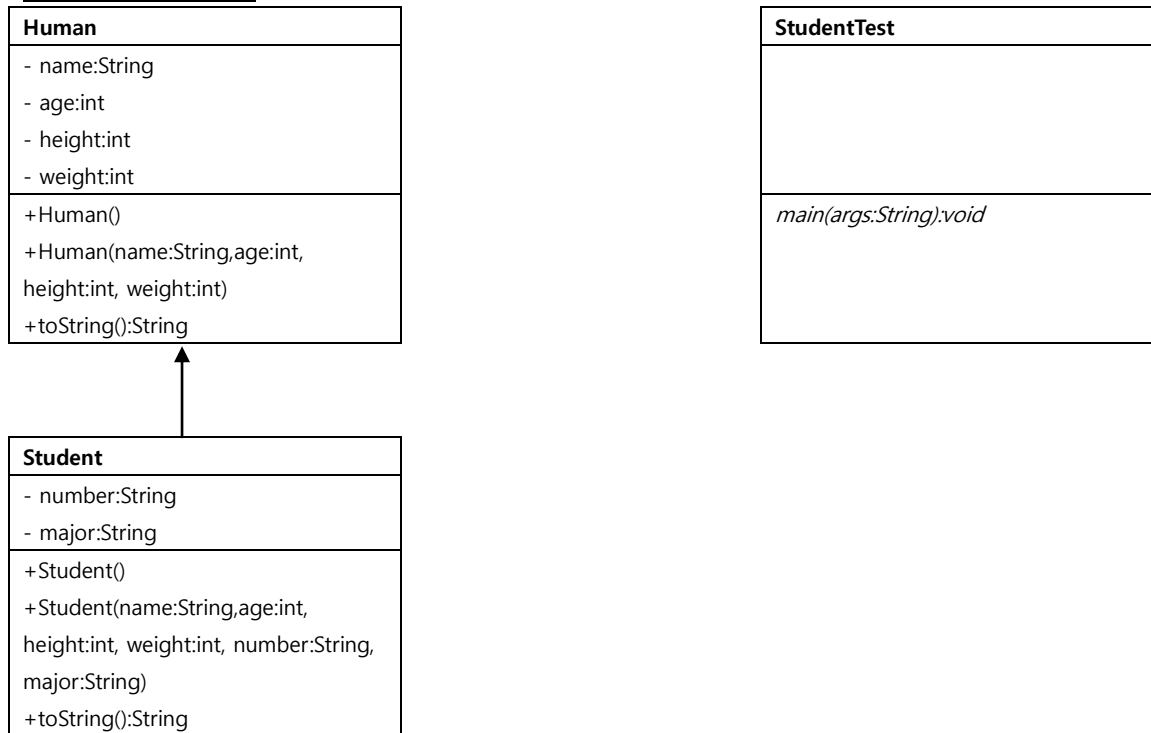 Human
- name:String
- age:int
- height:int
- weight:int
+Human()
+Human(name:String,age:int,
height:int, weight:int)
+toString():String
StudentTest
main(args:String):void
Student
- number:String
- major:String
+Student()
+Student(name:String,age:int,
height:int, weight:int, number:String,
major:String)
+toString():String